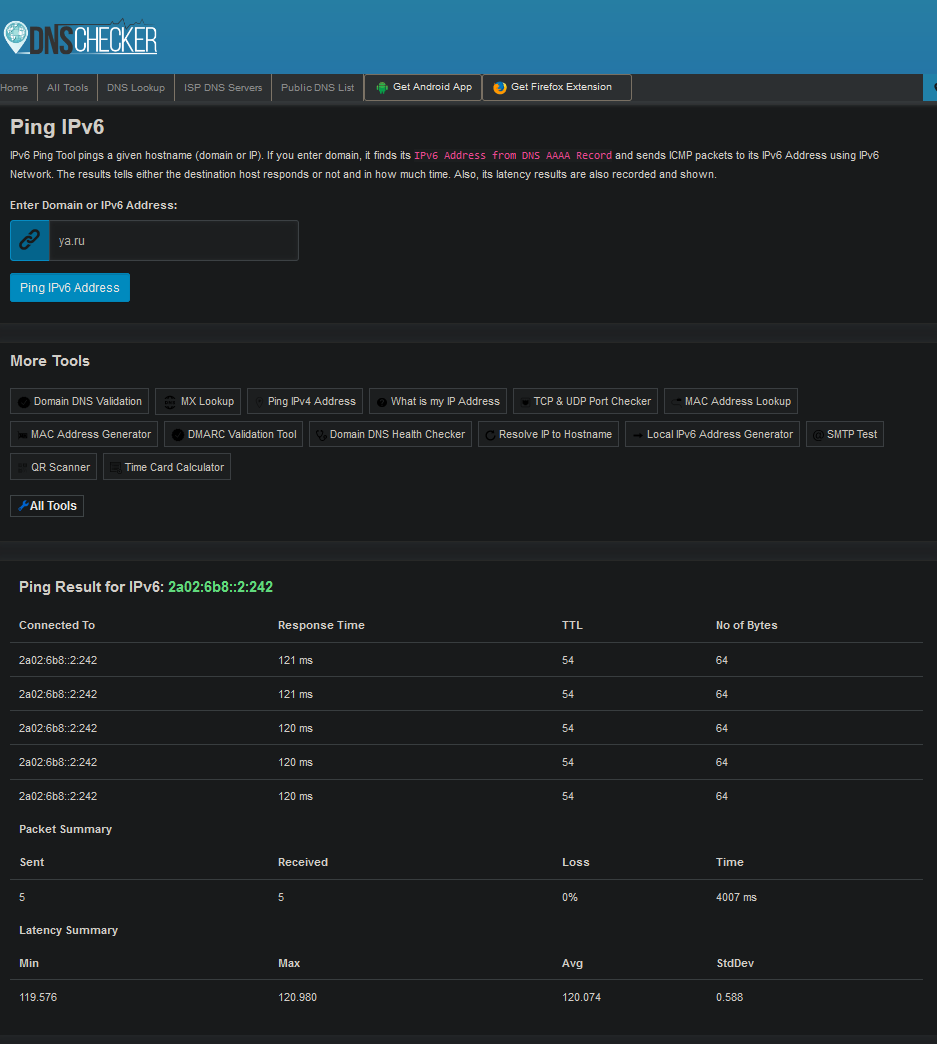 DNSCHECKER
Home All Tools DNS Lookup ISP DNS Servers Public DNS List Get Android App Get Firefox Extension
Ping IPv6
IPv6 Ping Tool pings a given hostname (domain or IP). If you enter domain, it finds its IPv6 Address from DNS AAAA Record and sends ICMP packets to its IPv6 Address using IPv6
Network. The results tells either the destination host responds or not and in how much time. Also, its latency results are also recorded and shown.
Enter Domain or IPv6 Address:
ya.ru
Ping IPv6 Address
More Tools
Domain DNS Validation MX Lookup Ping IPv4 Address What is my IP Address TCP & UDP Port Checker MAC Address Lookup
MAC Address Generator DMARC Validation Tool Domain DNS Health Checker Resolve IP to Hostname Local IPv6 Address Generator SMTP Test
QR Scanner Time Card Calculator
All Tools
Ping Result for IPv6: 2a02:6b8::2:242
Connected To Response Time TTL No of Bytes
2a02:6b8::2:242 121 ms 54 64
2a02:6b8::2:242 121 ms 54 64
2a02:6b8::2:242 120 ms 54 64
2a02:6b8::2:242 120 ms 54 64
2a02:6b8::2:242 120 ms 54 64
Packet Summary
Sent Received Loss Time
5 5 0% 4007 ms
Latency Summary
Min Max Avg StdDev
119.576 120.980 120.074 0.588